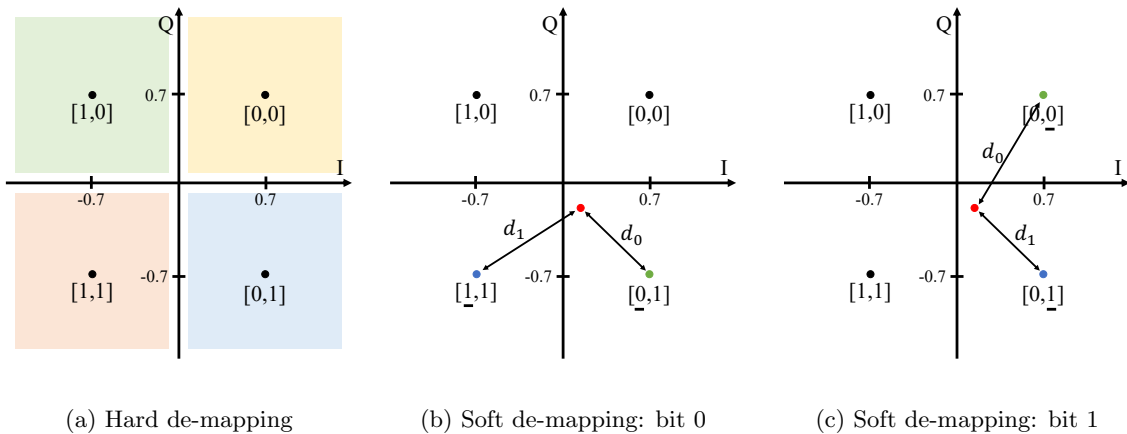 Q
0.7
[1,0]
[0,0]
I
-0.7
0.7
-0.7
[1,1]
[0,1]
(a) Hard de-mapping
Q
0.7
[1,0]
[0,0]
I
-0.7
0.7
d₁
d₀
-0.7
[1,1]
[0,1]
(b) Soft de-mapping: bit 0
Q
0.7
[1,0]
[0,0]
d₀
I
-0.7
0.7
d₁
-0.7
[1,1]
[0,1]
(c) Soft de-mapping: bit 1